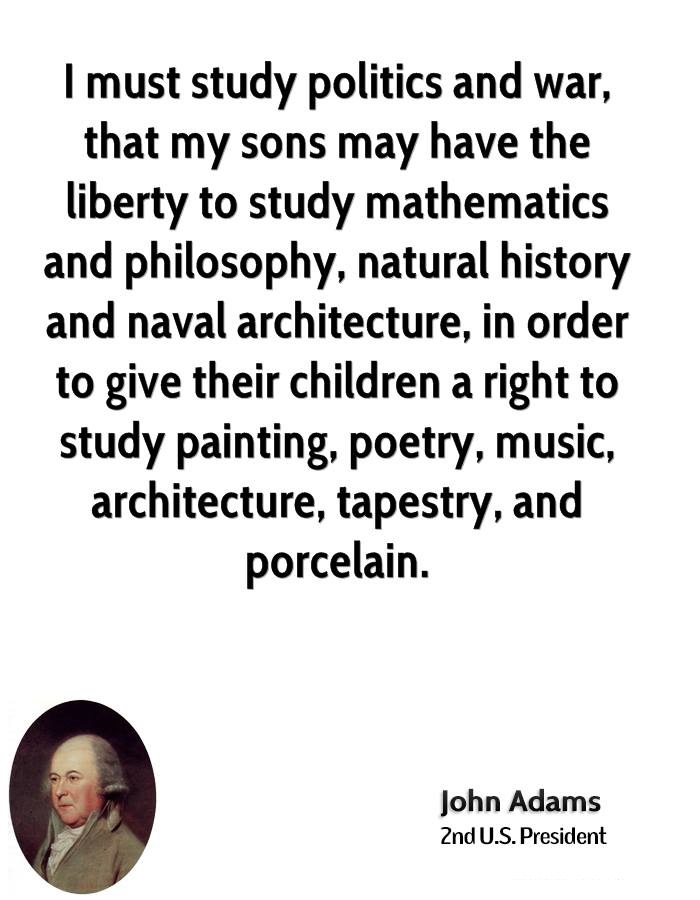 I must study politics and war,
that my sons may have the
liberty to study mathematics
and philosophy, natural history
and naval architecture, in order
to give their children a right to
study painting, poetry, music,
architecture, tapestry, and
porcelain.
John Adams
2nd U.S. President